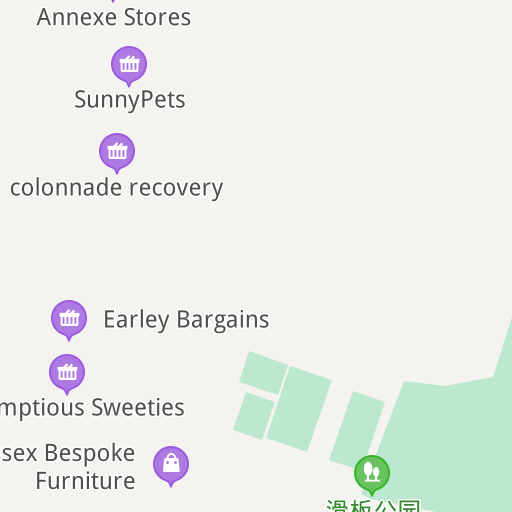 Annexe Stores
SunnyPets
colonnade recovery
Earley Bargains
mptious Sweeties
sex Bespoke
Furniture
滑板公园